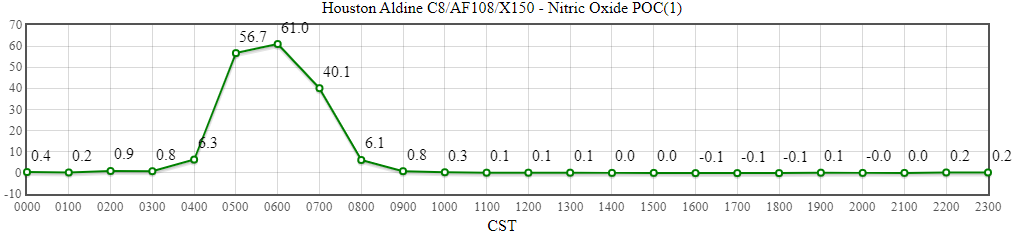 Houston Aldine C8/AF108/X150 - Nitric Oxide POC(1)
70
60
50
40
30
20
10
0
-10
0.4 0.2 0.9 0.8 6.3 56.7 61.0 40.1 6.1 0.8 0.3 0.1 0.1 0.1 0.0 0.0 -0.1 -0.1 -0.1 0.1 -0.0 0.0 0.2 0.2
0000 0100 0200 0300 0400 0500 0600 0700 0800 0900 1000 1100 1200 1300 1400 1500 1600 1700 1800 1900 2000 2100 2200 2300
CST